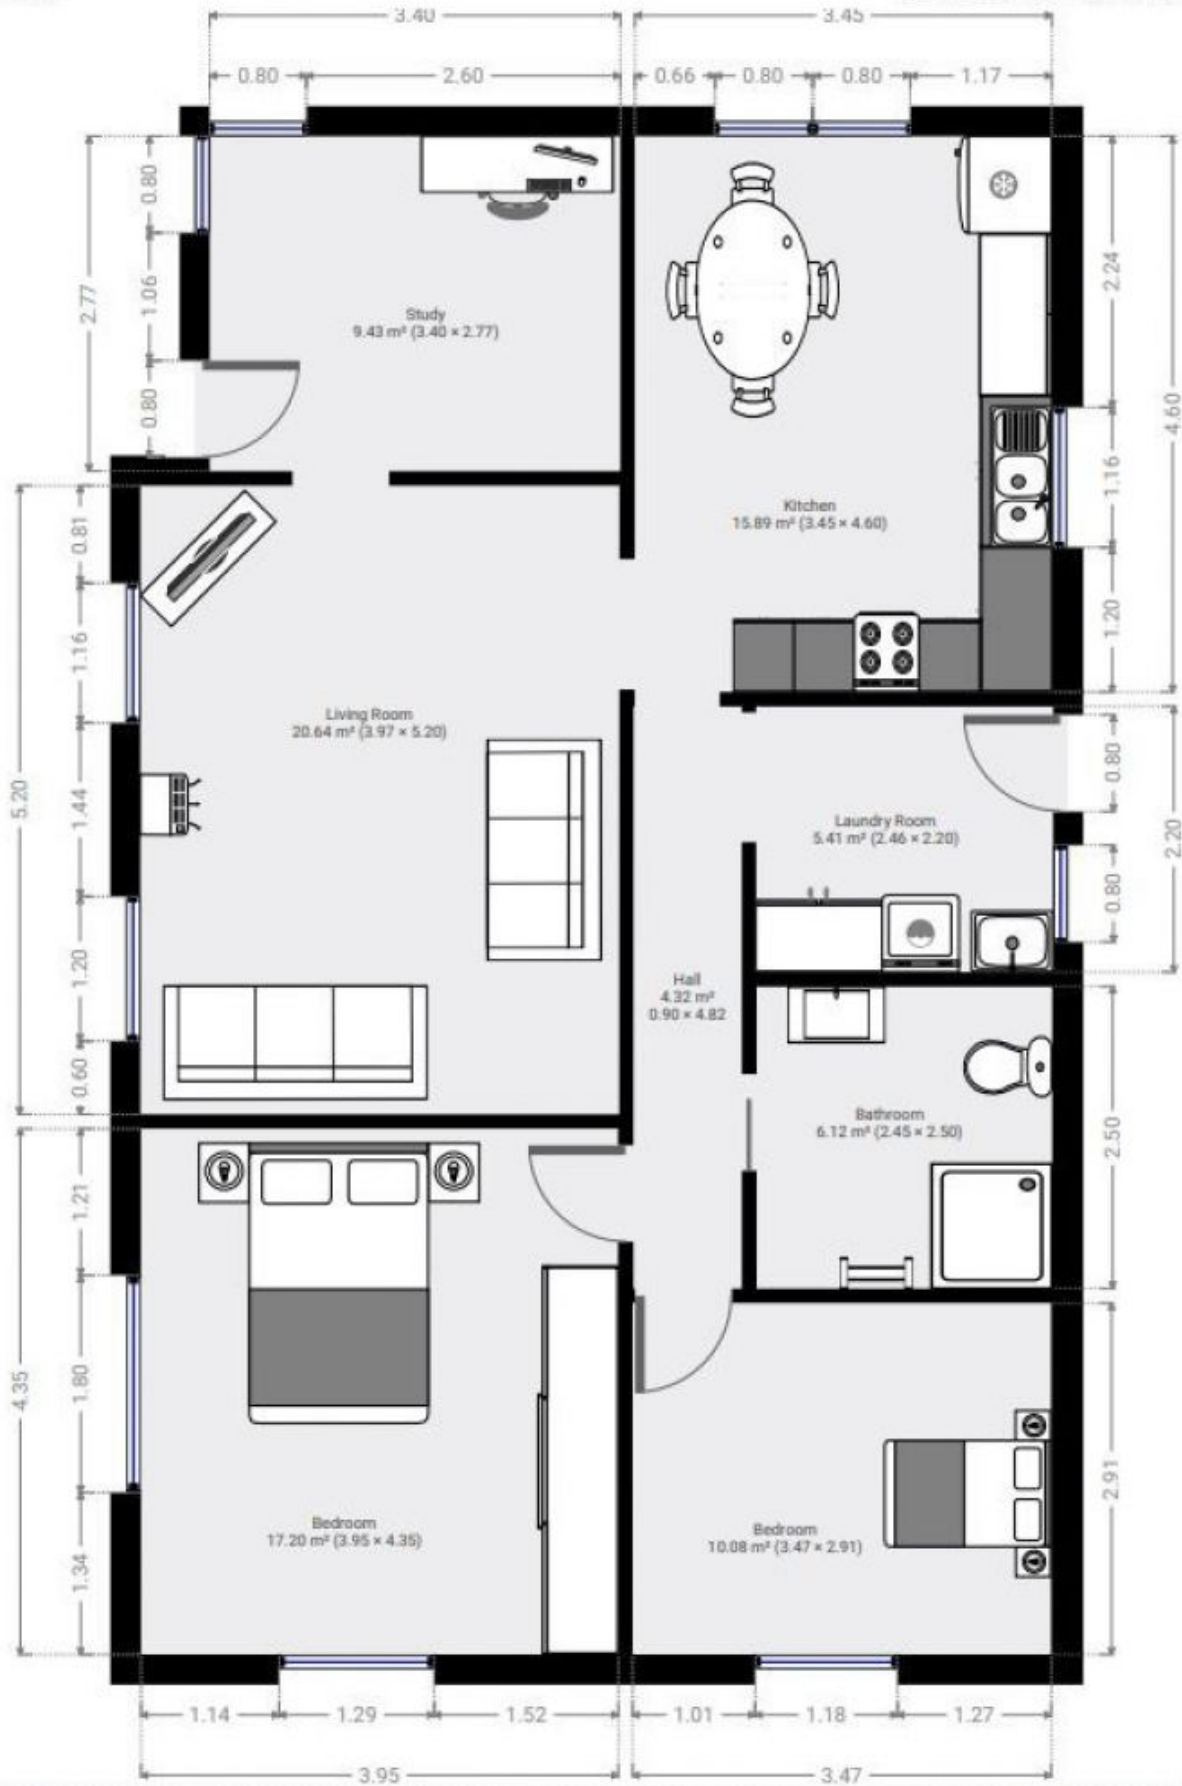 3.40
3.45
0.80
2.60
0.66
0.80
0.80
1.17
2.77
0.80
1.06
0.80
Study
9.43 m² (3.40 × 2.77)
2.24
4.60
1.16
1.20
Kitchen
15.89 m² (3.45 × 4.60)
5.20
0.81
1.16
1.44
1.20
0.60
Living Room
20.64 m² (3.97 × 5.20)
Laundry Room
5.41 m² (2.46 × 2.20)
0.80
0.80
2.20
Hall
4.32 m²
0.90 × 4.82
Bathroom
6.12 m² (2.45 × 2.50)
2.50
4.35
1.21
1.80
1.34
Bedroom
17.20 m² (3.95 × 4.35)
Bedroom
10.08 m² (3.47 × 2.91)
2.91
1.14
1.29
1.52
1.01
1.18
1.27
3.95
3.47